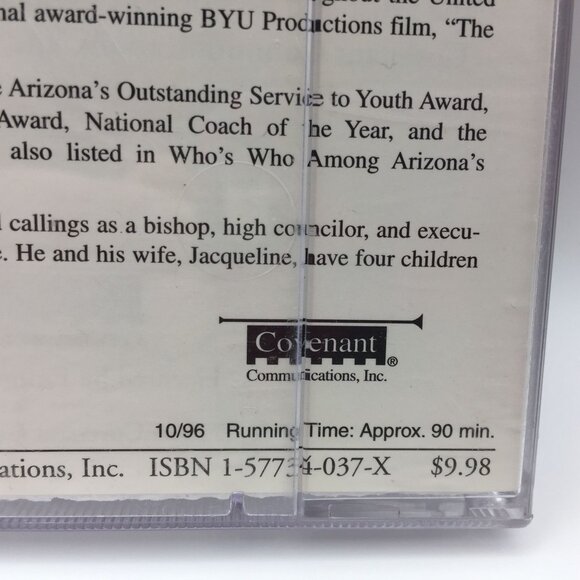 nal award-winning BYU Productions film, "The
e Arizona's Outstanding Service to Youth Award,
Award, National Coach of the Year, and the
also listed in Who's Who Among Arizona's
l callings as a bishop, high councilor, and execu-
e. He and his wife, Jacqueline, have four children
Covenant®
Communications, Inc.
10/96 Running Time: Approx. 90 min.
ations, Inc. ISBN 1-57734-037-X $9.98